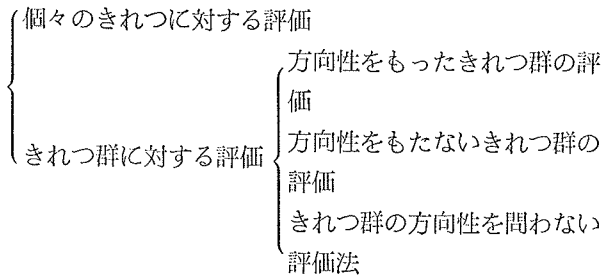 個々のきれつに対する評価
方向性をもったきれつ群の評
価
きれつ群に対する評価
方向性をもたないきれつ群の
評価
きれつ群の方向性を問わない
評価法